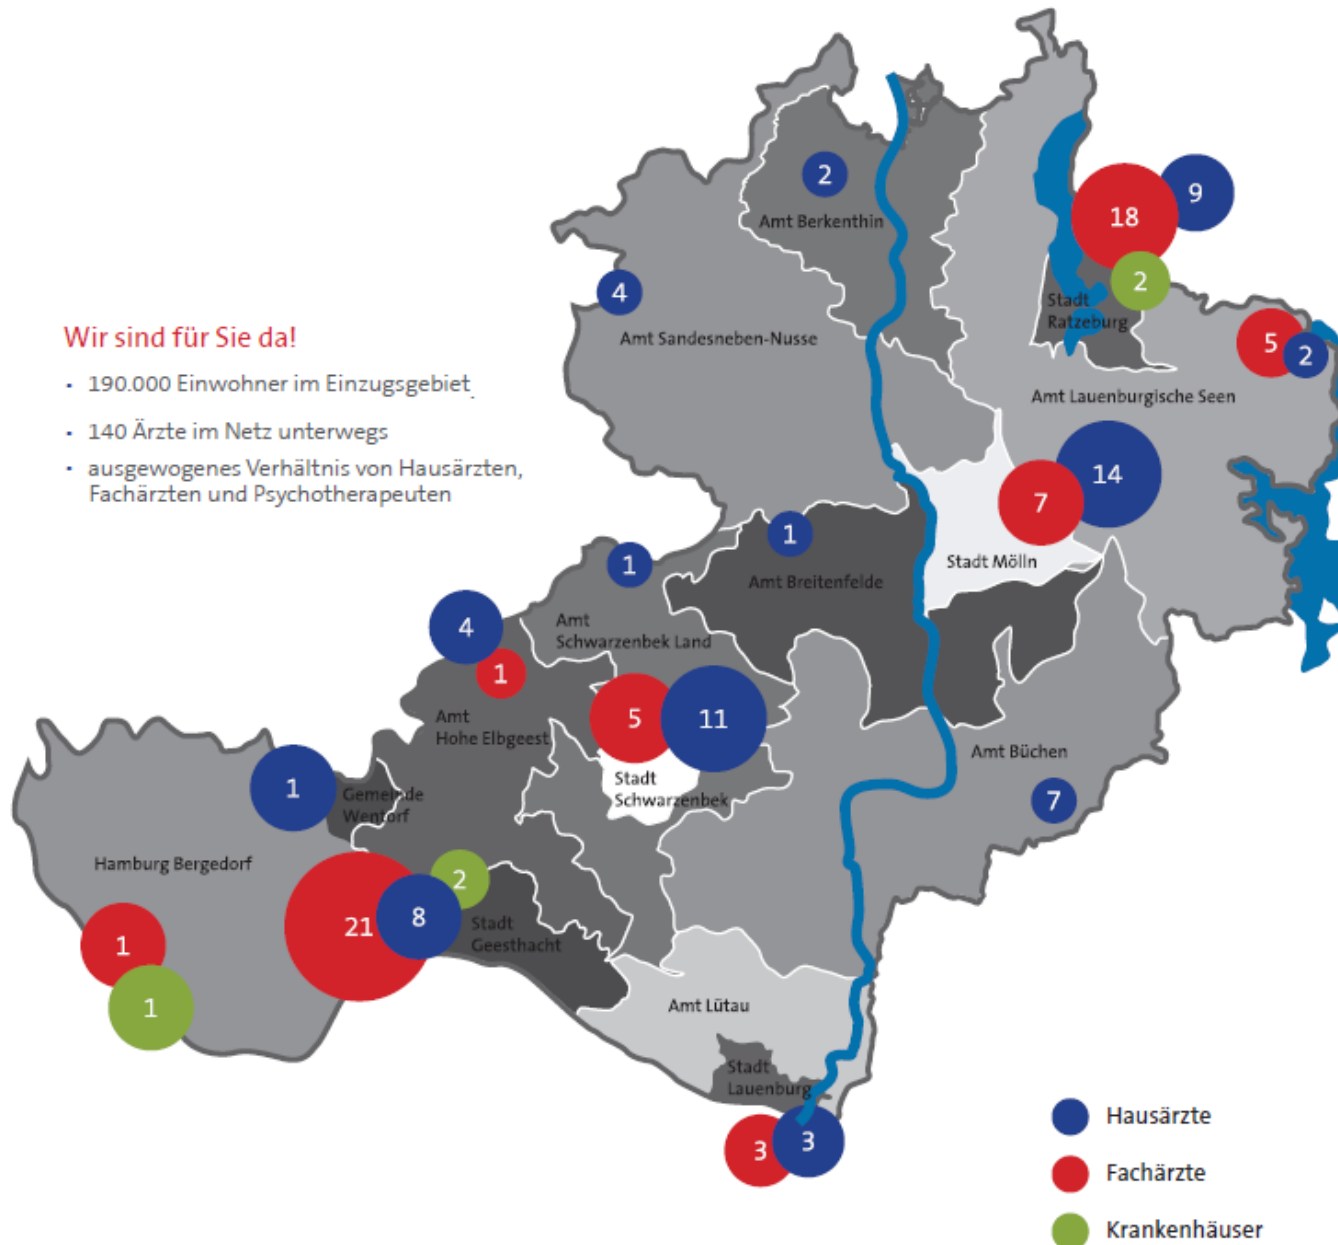 2
9
18
Amt Berkenthin
2
4
Stadt
Ratzeburg
Wir sind für Sie da!
Amt Sandesneben-Nusse
5
2
• 190.000 Einwohner im Einzugsgebiet
Amt Lauenburgische Seen
• 140 Ärzte im Netz unterwegs
• ausgewogenes Verhältnis von Hausärzten,
Fachärzten und Psychotherapeuten
14
7
1
Stadt Mölln
1
Amt Breitenfelde
Amt
Schwarzenbek Land
4
1
5
11
Amt
Hohe Elbgeest
Amt Büchen
Stadt
Schwarzenbek
1
Gemeinde
Wentorf
7
Hamburg Bergedorf
2
21
8
Stadt
Geesthacht
1
1
Amt Lütau
Stadt
Lauenburg
3
3
Hausärzte
Fachärzte
Krankenhäuser